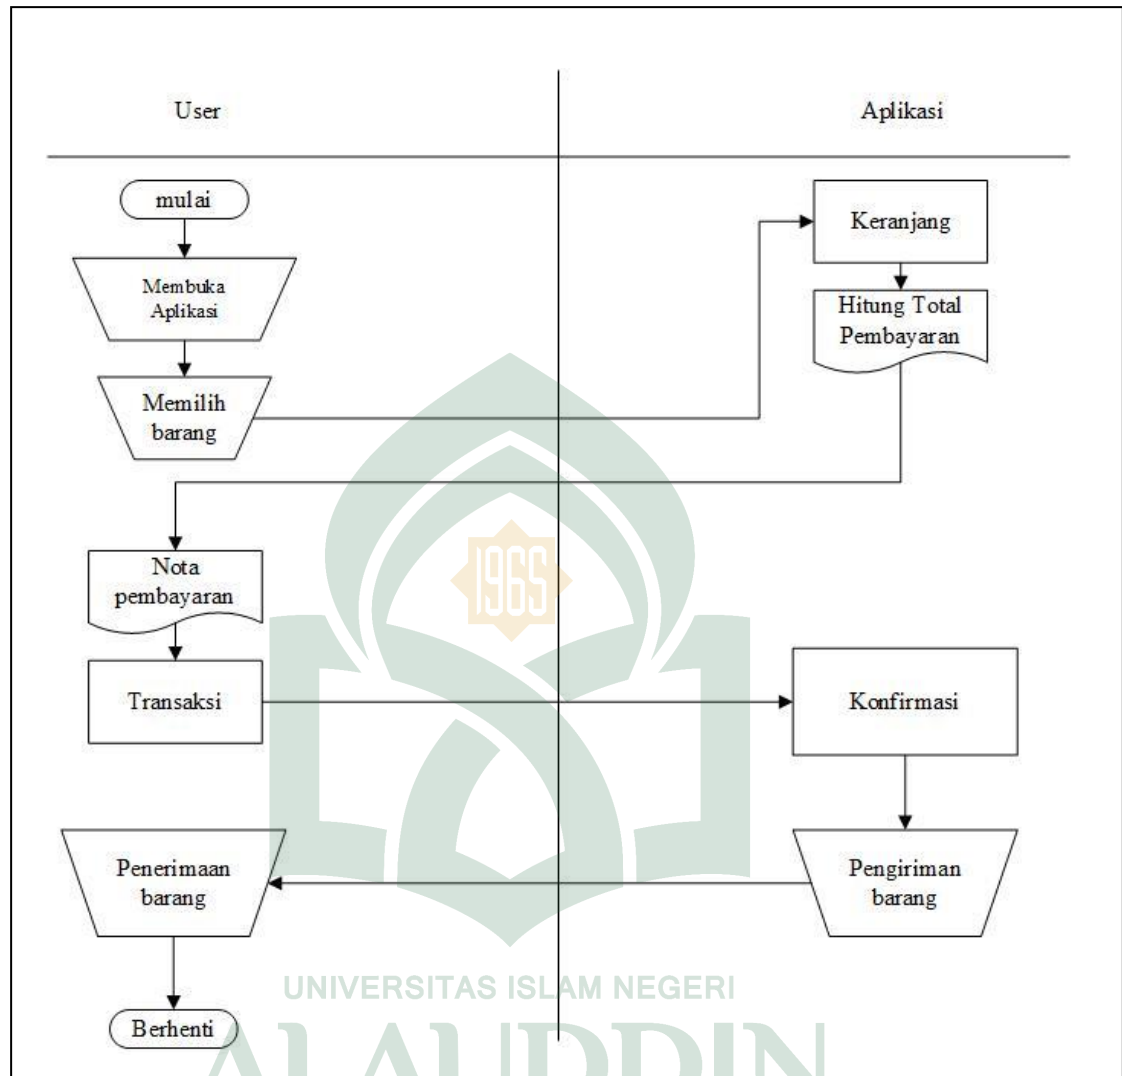 User
Aplikasi
mulai
Membuka
Aplikasi
Memilih
barang
Keranjang
Hitung Total
Pembayaran
Nota
pembayaran
Transaksi
Konfirmasi
Pengiriman
barang
Penerimaan
barang
Berhenti
1965
UNIVERSITAS ISLAM NEGERI
ALAUDDIN